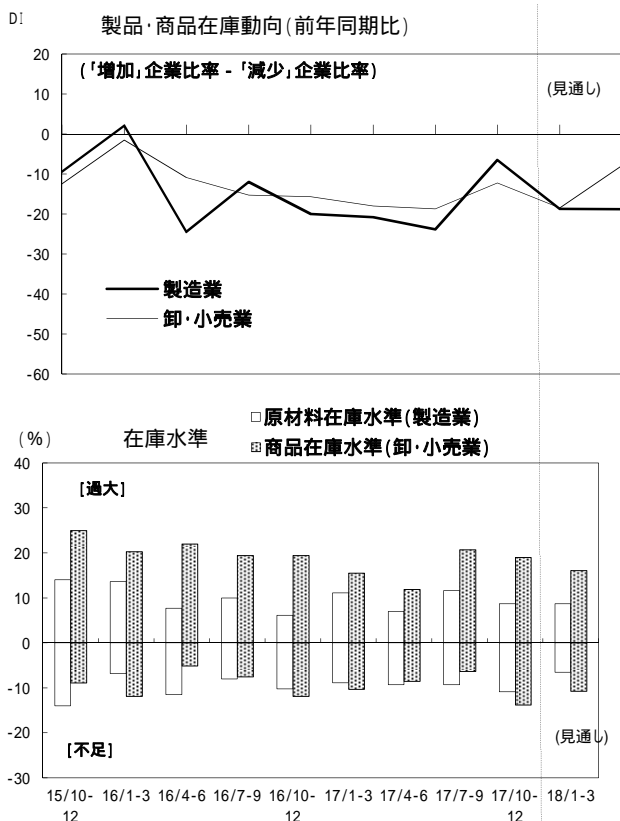 DI
製品･商品在庫動向(前年同期比)
(｢増加｣企業比率 - ｢減少｣企業比率)
(見通し)
20
10
0
-10
-20
-30
-40
-50
-60
製造業
卸･小売業
(%)
在庫水準
□原材料在庫水準(製造業)
商品在庫水準(卸･小売業)
[過大]
40
30
20
10
0
-10
-20
-30
[不足]
(見通し)
15/10-12
16/1-3
16/4-6
16/7-9
16/10-12
17/1-3
17/4-6
17/7-9
17/10-12
18/1-3